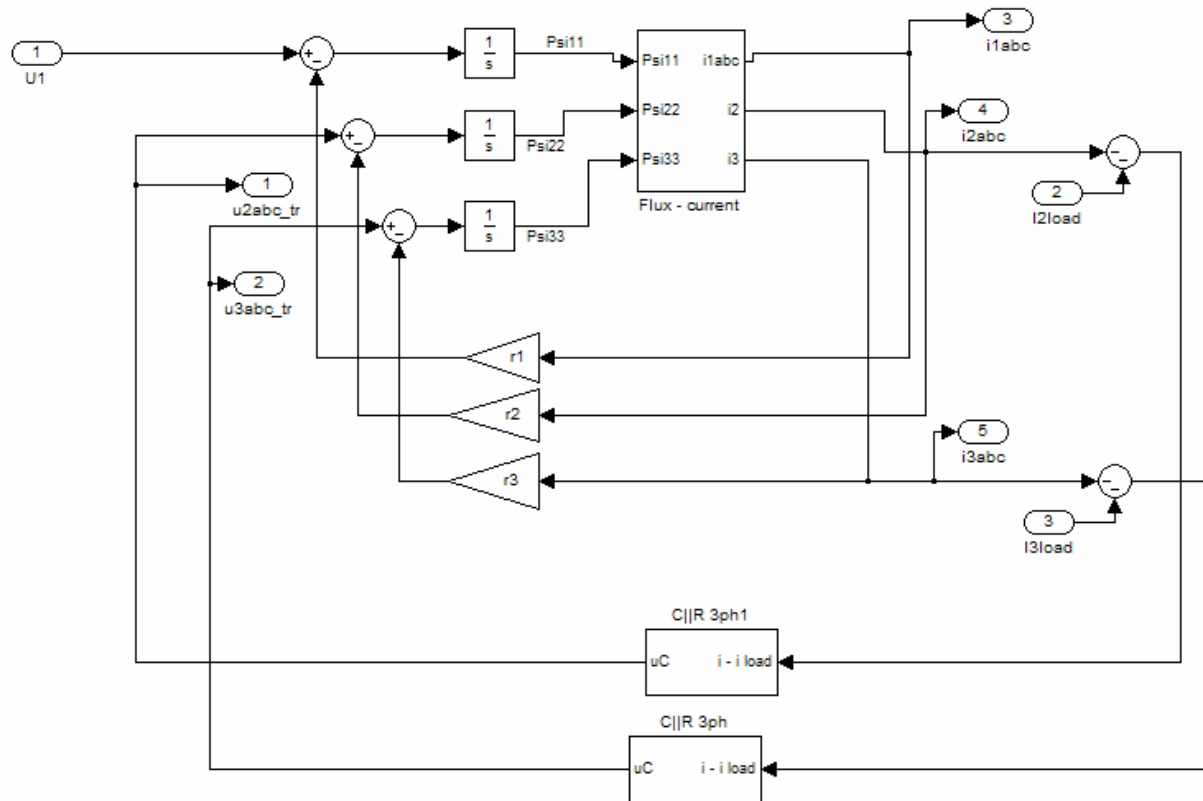 3
i1abc
1
U1
+
-
1
s
Psi11
Psi11
i1abc
Psi22
i2
Psi33
i3
Flux - current
4
i2abc
+
-
1
s
Psi22
-
-
2
I2load
1
u2abc_tr
+
-
1
s
Psi33
2
u3abc_tr
r1
r2
r3
5
i3abc
-
-
3
I3load
C||R 3ph1
uC
i - i load
C||R 3ph
uC
i - i load